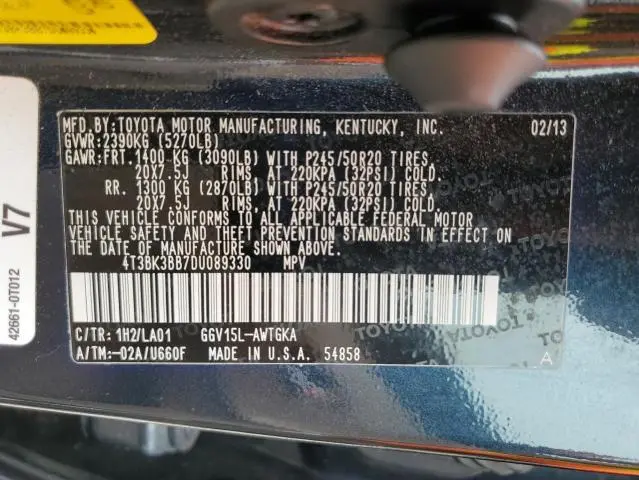 MFD.BY:TOYOTA MOTOR MANUFACTURING, KENTUCKY, INC. 02/13
GVWR:2390KG (5270LB)
GAWR:FRT.1400 KG (3090LB) WITH P245/50R20 TIRES,
20X7.5J RIMS, AT 220KPA (32PSI) COLD.
RR. 1300 KG (2870LB) WITH P245/50R20 TIRES,
20X7.5J RIMS, AT 220KPA (32PSI) COLD.
THIS VEHICLE CONFORMS TO ALL APPLICABLE FEDERAL MOTOR
VEHICLE SAFETY AND THEFT PREVENTION STANDARDS IN EFFECT ON
THE DATE OF MANUFACTURE SHOWN ABOVE.
4T3BK3BB7DU089330 MPV
C/TR: 1H2/LA01 GGV15L-AWTGKA
A/TM:-02A/U660F MADE IN U.S.A. 54858
A
V7
42661-0T012